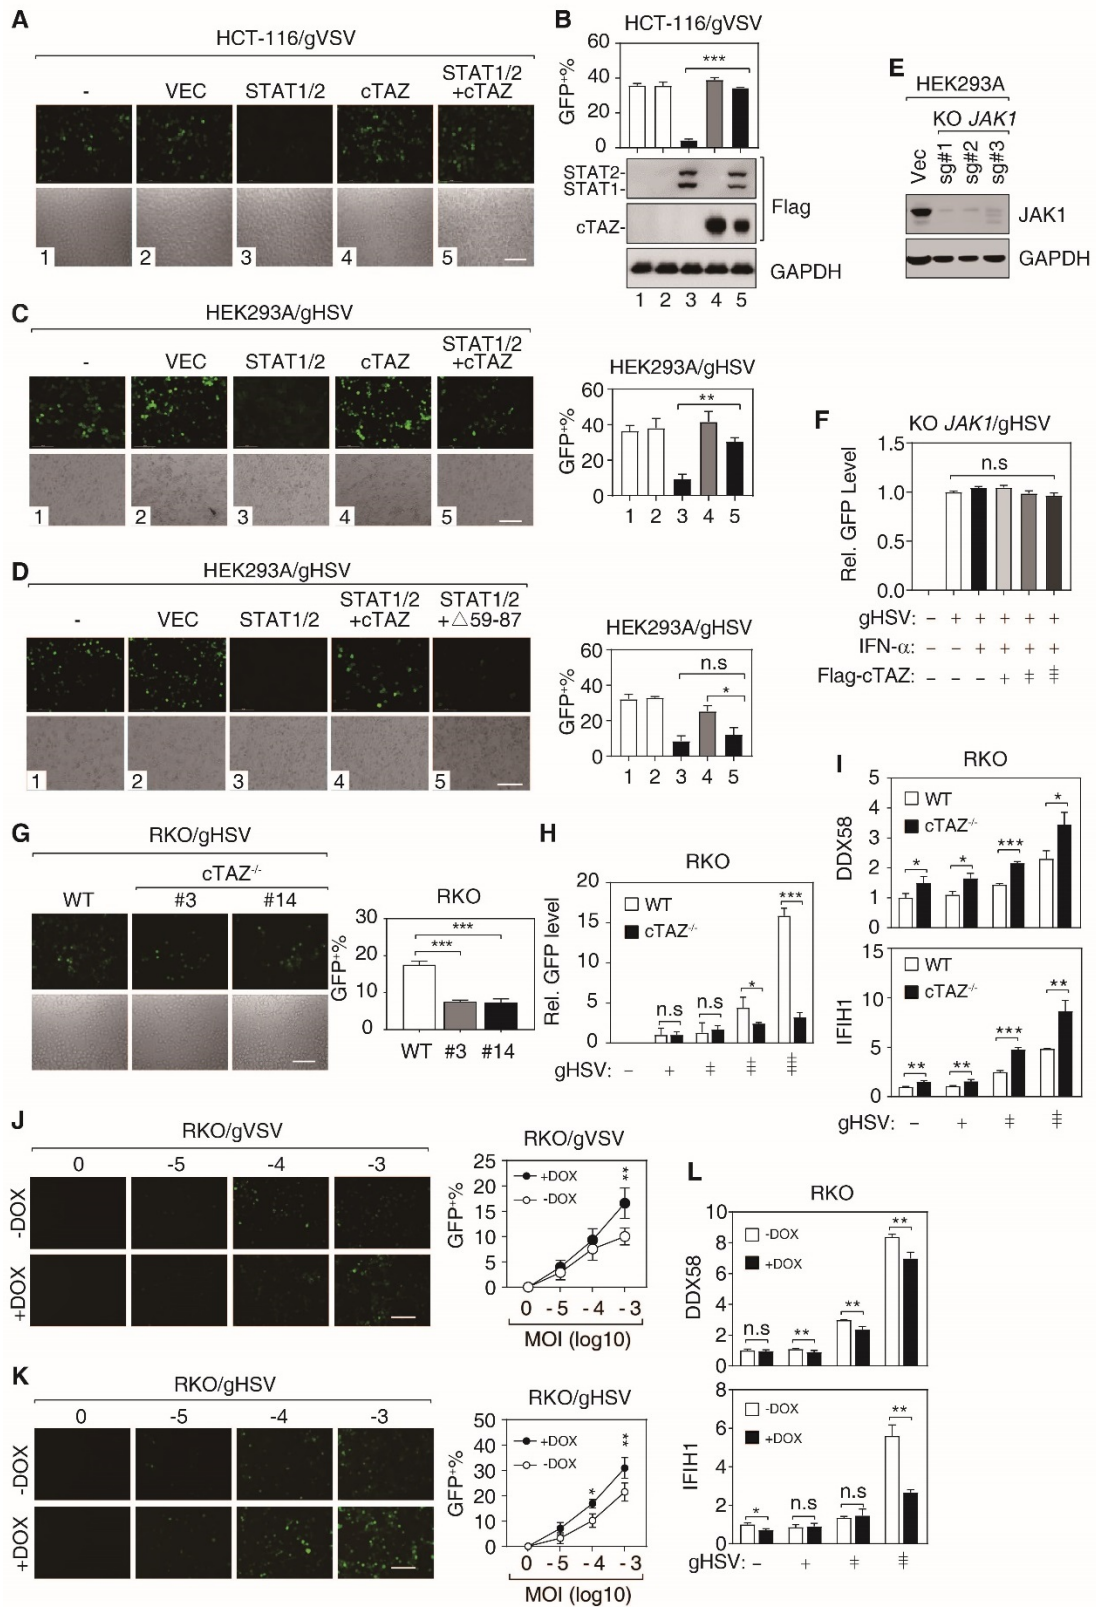 A
HCT-116/gVSV
- VEC STAT1/2 cTAZ STAT1/2
+cTAZ
1 2 3 4 5
B
HCT-116/gVSV
GFP+%
60
40
20
0
***
STAT2-
STAT1-
cTAZ-
Flag
GAPDH
1 2 3 4 5
E
HEK293A
KO JAK1
Vec sg#1 sg#2 sg#3
JAK1
GAPDH
C
HEK293A/gHSV
- VEC STAT1/2 cTAZ STAT1/2
+cTAZ
1 2 3 4 5
HEK293A/gHSV
GFP+%
60
40
20
0
**
1 2 3 4 5
F
KO JAK1/gHSV
Rel. GFP Level
1.5
1.0
0.5
0.0
n.s
gHSV: - + + + + +
IFN-α: - - + + + +
Flag-cTAZ: - - - + ‡ ⧧
D
HEK293A/gHSV
- VEC STAT1/2 STAT1/2
+cTAZ STAT1/2
+△59-87
1 2 3 4 5
HEK293A/gHSV
GFP+%
60
40
20
0
n.s
*
1 2 3 4 5
G
RKO/gHSV
cTAZ-/-
WT #3 #14
RKO
GFP+%
30
20
10
0
***
***
WT #3 #14
H
RKO
Rel. GFP level
20
15
10
5
0
WT
cTAZ-/-
n.s n.s * ***
gHSV: - + ‡ ⧧ ⧧
I
RKO
DDX58
5
4
3
2
1
0
WT
cTAZ-/-
* * *** *
IFIH1
15
10
5
0
WT
cTAZ-/-
** ** *** **
gHSV: - + ‡ ⧧
J
RKO/gVSV
0 -5 -4 -3
-DOX
+DOX
RKO/gVSV
GFP+%
25
20
15
10
5
0
+DOX
-DOX
**
0 -5 -4 -3
MOI (log10)
K
RKO/gHSV
0 -5 -4 -3
-DOX
+DOX
RKO/gHSV
GFP+%
50
40
30
20
10
0
+DOX
-DOX
* **
0 -5 -4 -3
MOI (log10)
L
RKO
DDX58
10
8
6
4
2
0
-DOX
+DOX
n.s ** ** **
IFIH1
8
6
4
2
0
-DOX
+DOX
* n.s n.s **
gHSV: - + ‡ ⧧